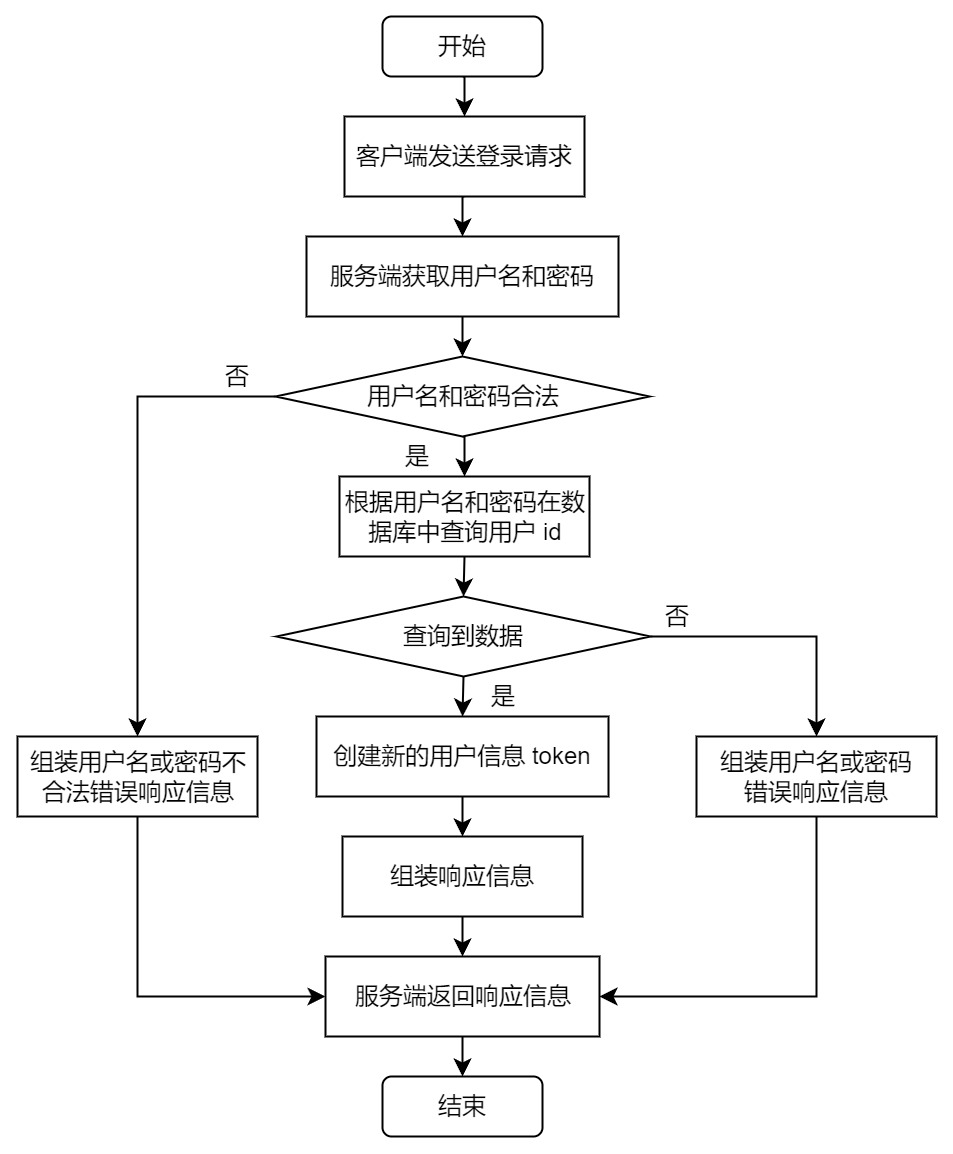 开始
客户端发送登录请求
服务端获取用户名和密码
否
用户名和密码合法
是
根据用户名和密码在数
据库中查询用户 id
查询到数据
否
是
组装用户名或密码不
合法错误响应信息
创建新的用户信息 token
组装用户名或密码
错误响应信息
组装响应信息
服务端返回响应信息
结束